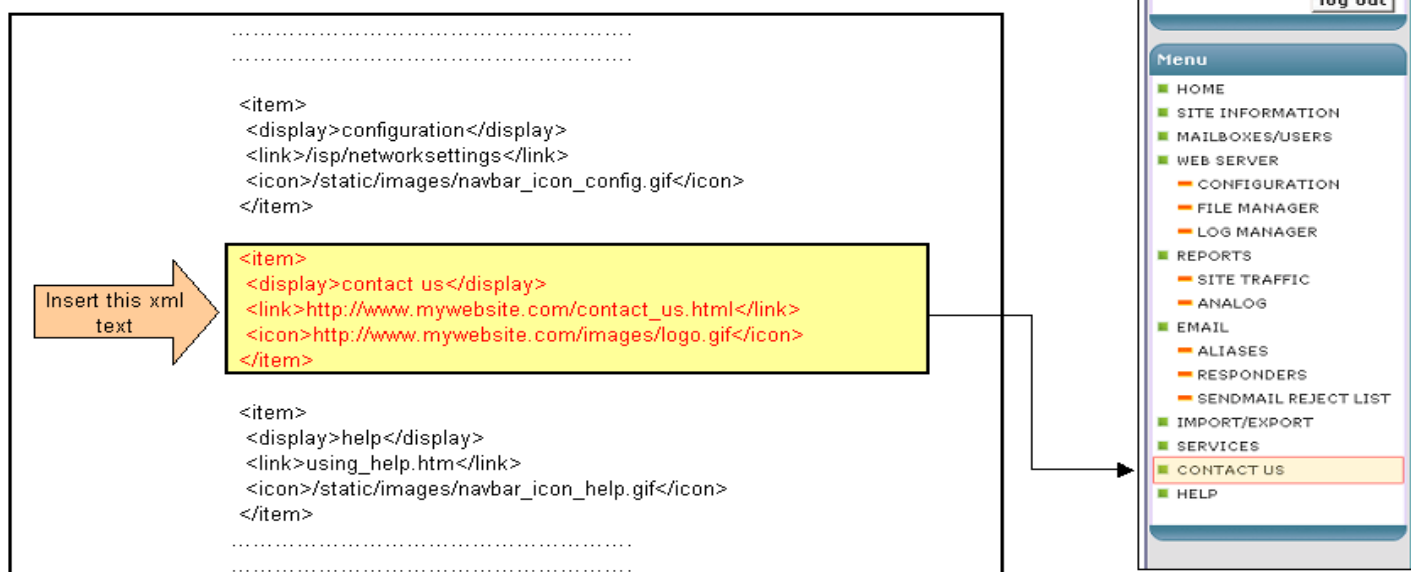 ………………………………………………….
………………………………………………….
<item>
<display>configuration</display>
<link>/isp/networksettings</link>
<icon>/static/images/navbar_icon_config.gif</icon>
</item>
Insert this xml
text
<item>
<display>contact us</display>
<link>http://www.mywebsite.com/contact_us.html</link>
<icon>http://www.mywebsite.com/images/logo.gif</icon>
</item>
<item>
<display>help</display>
<link>using_help.htm</link>
<icon>/static/images/navbar_icon_help.gif</icon>
</item>
………………………………………………….
………………………………………………….
log out
Menu
HOME
SITE INFORMATION
MAILBOXES/USERS
WEB SERVER
CONFIGURATION
FILE MANAGER
LOG MANAGER
REPORTS
SITE TRAFFIC
ANALOG
EMAIL
ALIASES
RESPONDERS
SENDMAIL REJECT LIST
IMPORT/EXPORT
SERVICES
CONTACT US
HELP